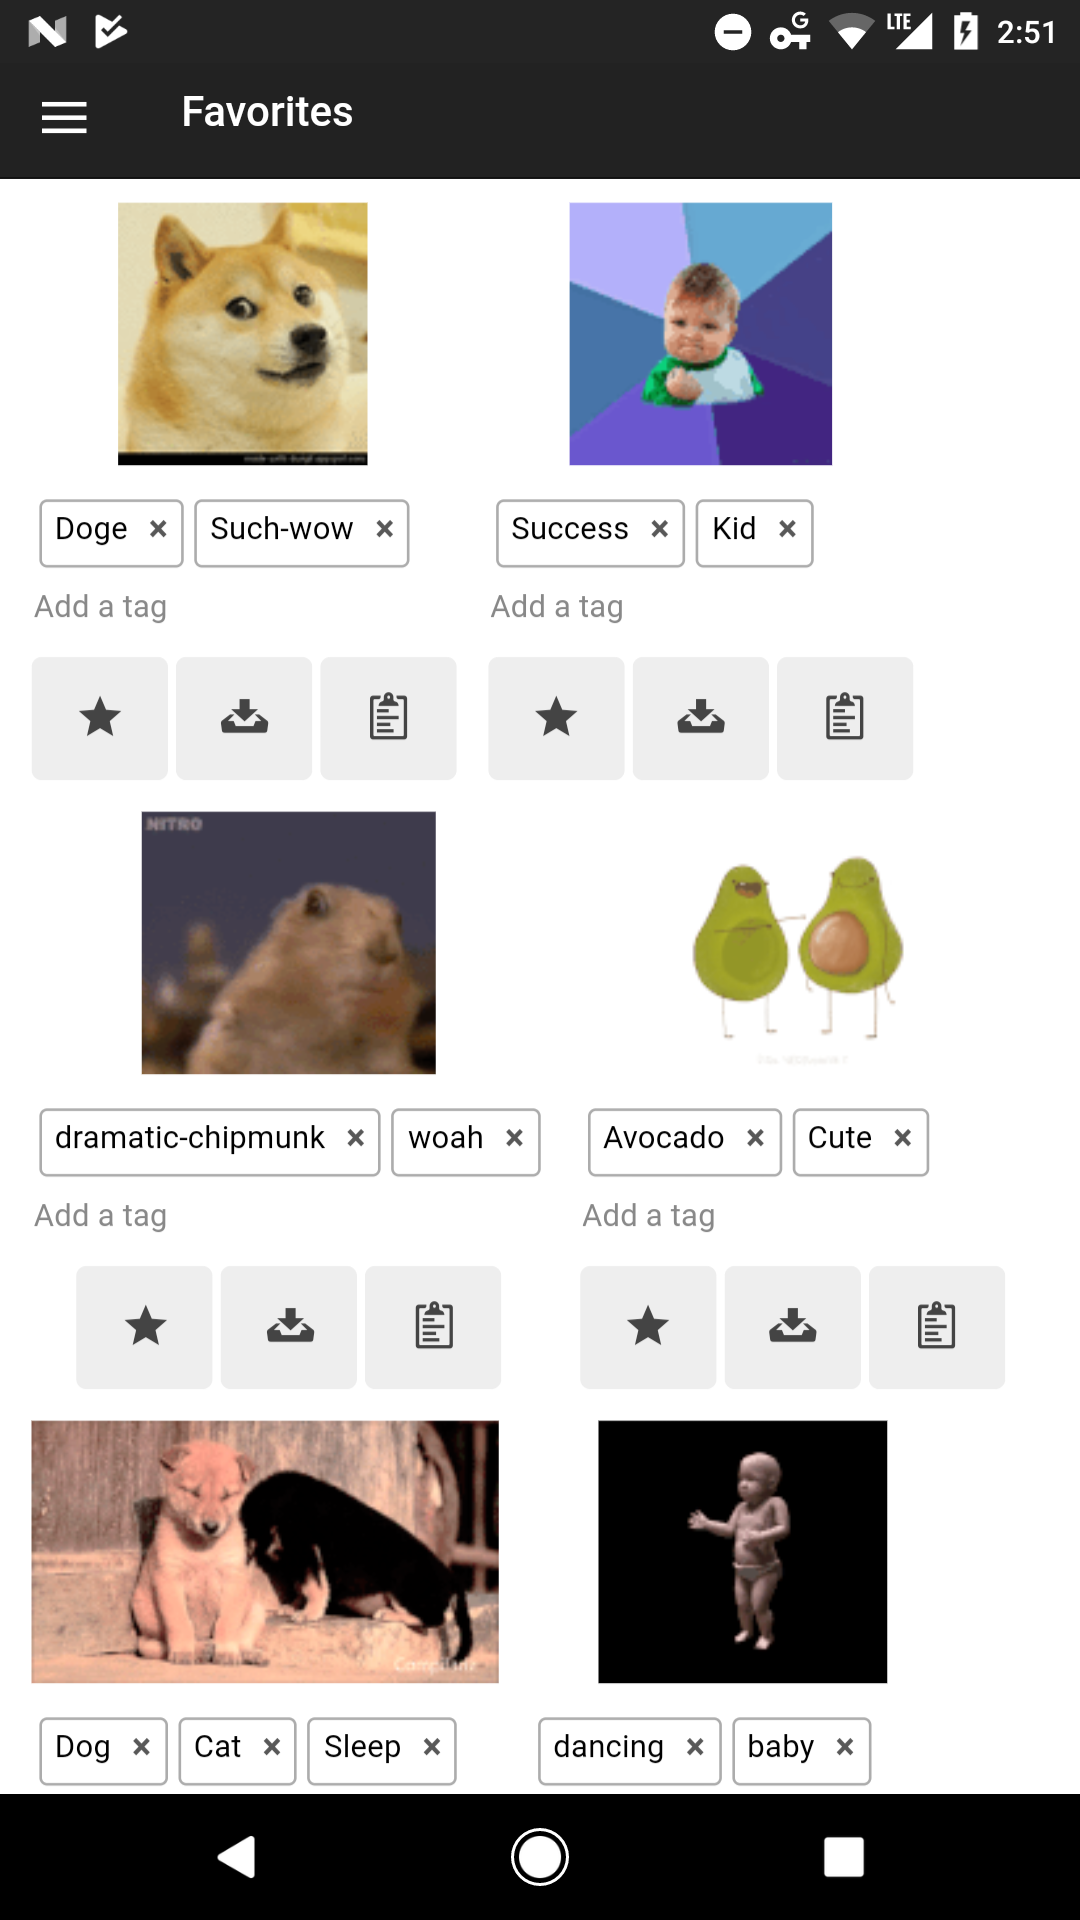 LTE 2:51
Favorites
Doge × Such-wow ×
Success × Kid ×
Add a tag
Add a tag
NITRO
dramatic-chipmunk × woah ×
Avocado × Cute ×
Add a tag
Add a tag
Dog × Cat × Sleep ×
dancing × baby ×